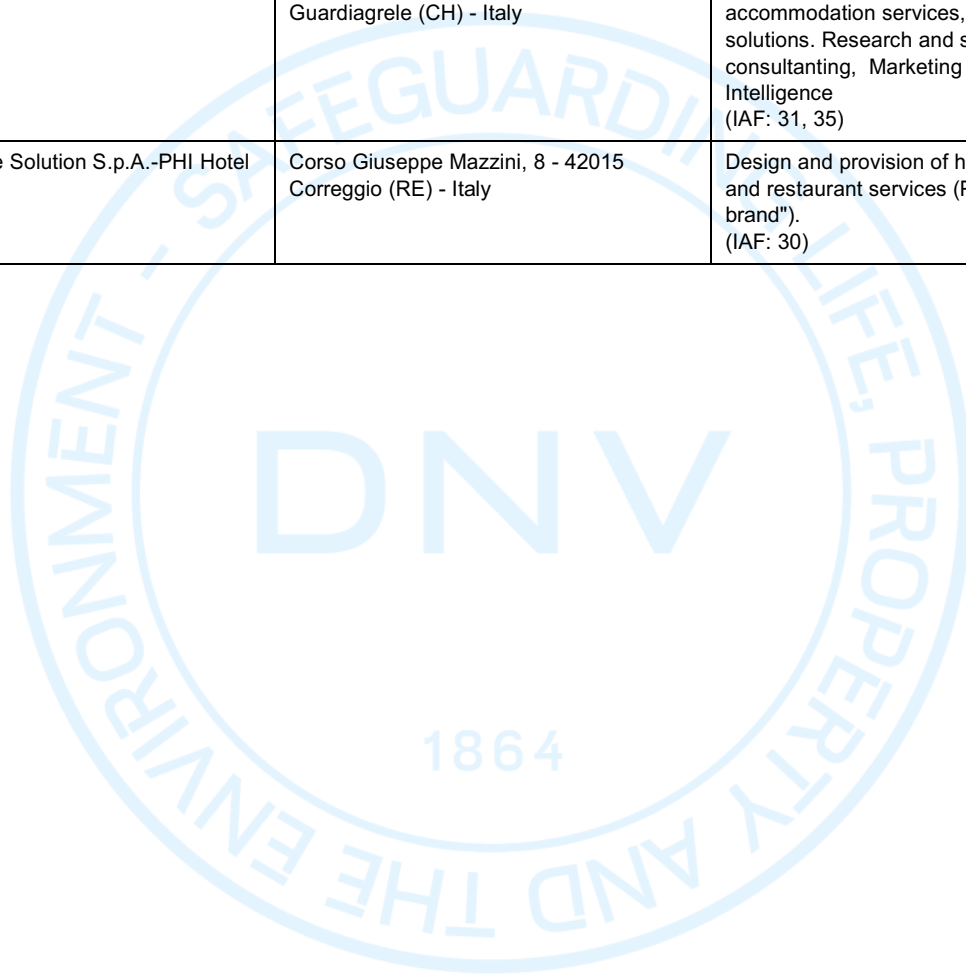 Guardiagrele (CH) - Italy
accommodation services,
solutions. Research and
consultanting, Marketing
Intelligence
(IAF: 31, 35)
Solution S.p.A.-PHI Hotel
Corso Giuseppe Mazzini, 8 - 42015
Correggio (RE) - Italy
Design and provision of
and restaurant services
brand").
(IAF: 30)
SAFEGUARDING LIFE, PROPERTY AND THE ENVIRONMENT -
DNV
1864